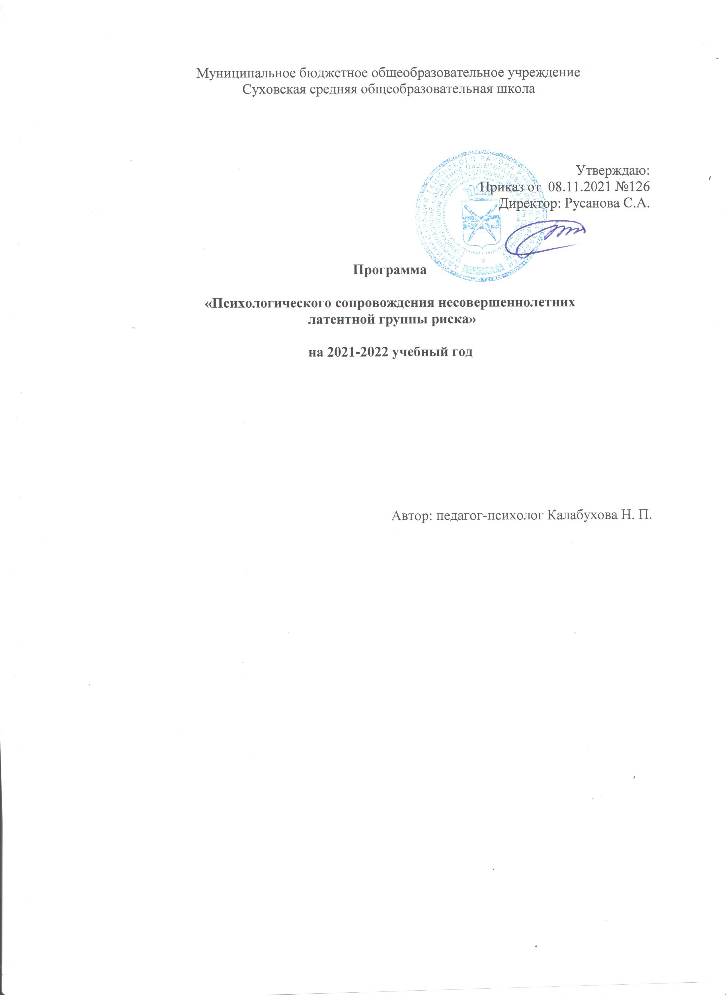 Муниципальное бюджетное общеобразовательное учреждение
Суховская средняя общеобразовательная школа
Утверждаю:
Приказ от 08.11.2021 №126
Директор: Русанова С.А.
Программа
«Психологического сопровождения несовершеннолетних
латентной группы риска»
на 2021-2022 учебный год
Автор: педагог-психолог Калабухова Н. П.